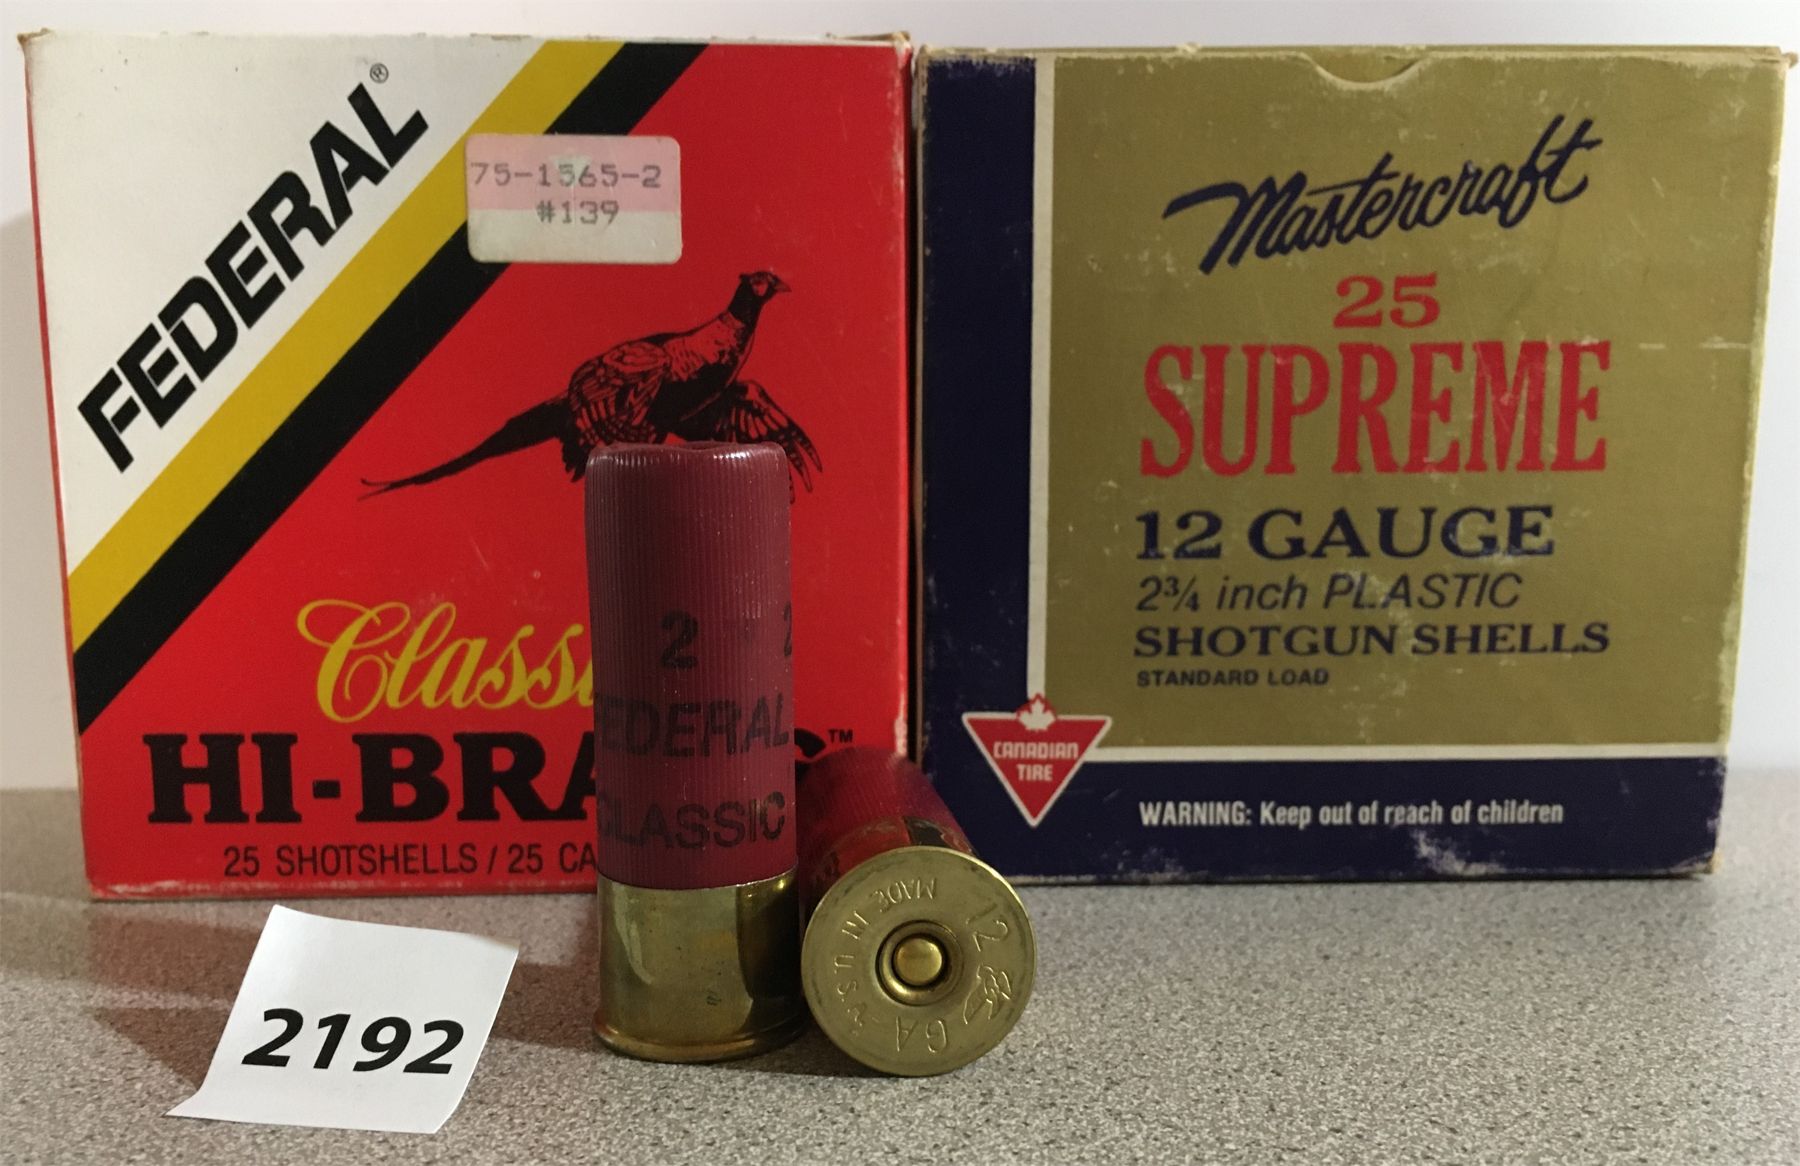 FEDERAL®
75-1565-2
#139
Classi
HI-BRA
™
25 SHOTSHELLS / 25 CA
2
FEDERAL
CLASSIC
2192
Mastercraft
25
SUPREME
12 GAUGE
2¾ inch PLASTIC
SHOTGUN SHELLS
STANDARD LOAD
CANADIAN
TIRE
WARNING: Keep out of reach of children
12 GA
MADE IN U.S.A.